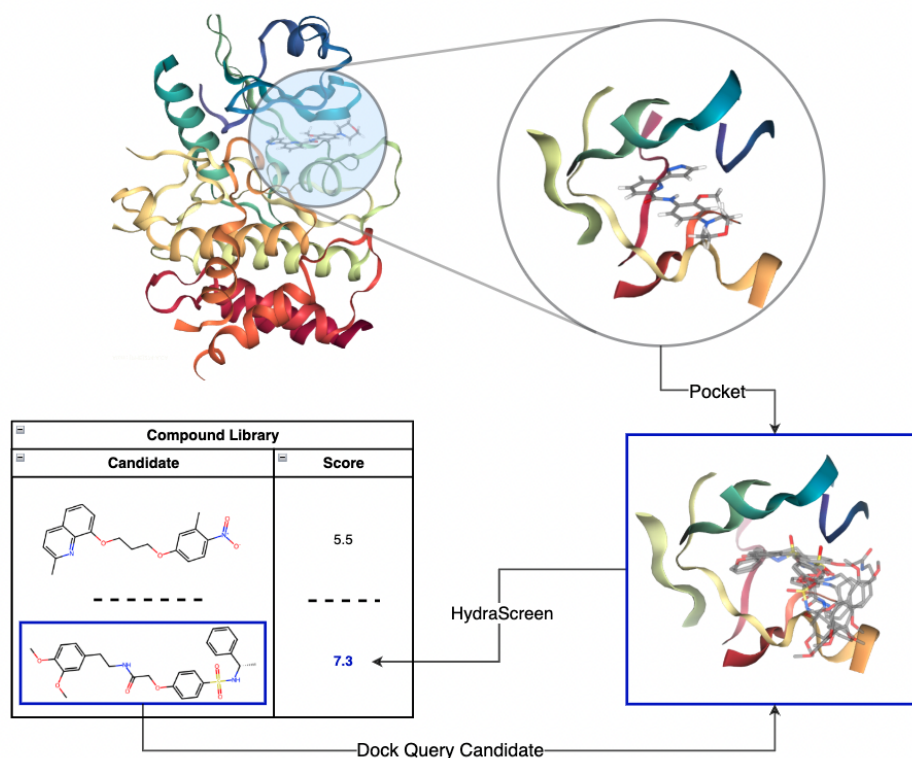 Pocket
Compound Library
Candidate Score
5.5
HydraScreen
7.3
Dock Query Candidate